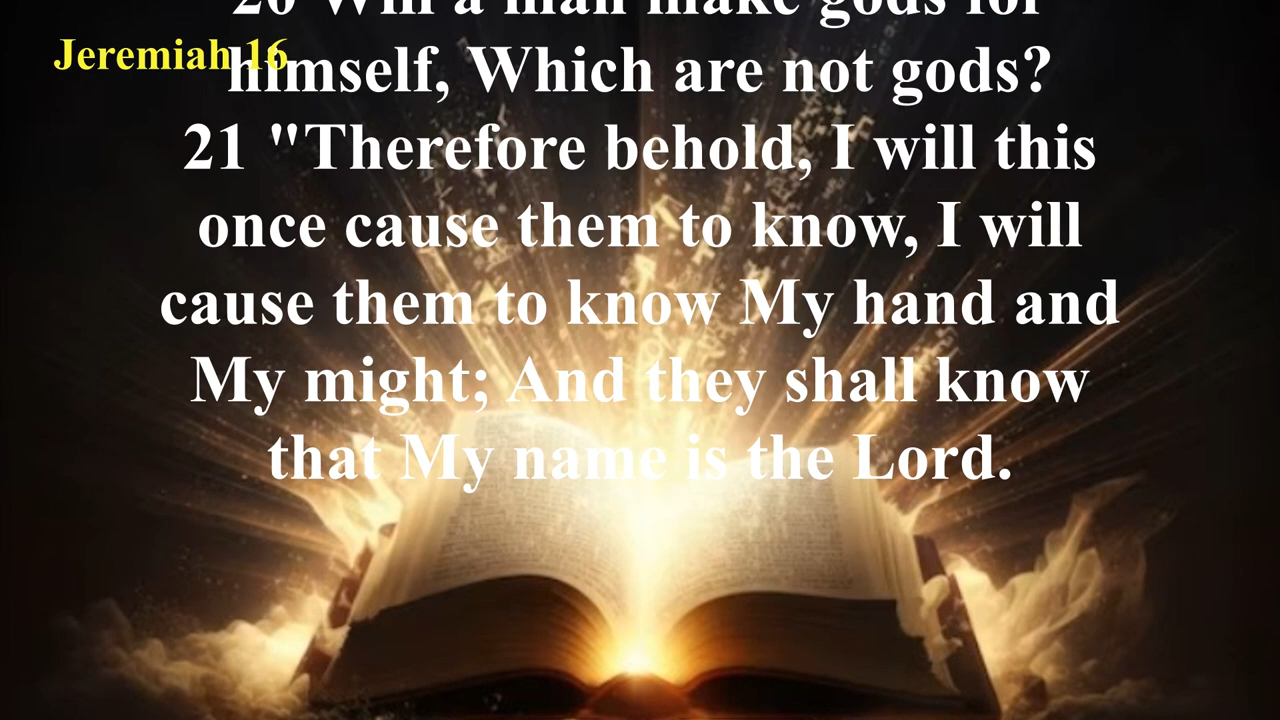 20 Will a man make gods for
Jeremiah 16
himself, Which are not gods?
21 "Therefore behold, I will this
once cause them to know, I will
cause them to know My hand and
My might; And they shall know
that My name is the Lord.